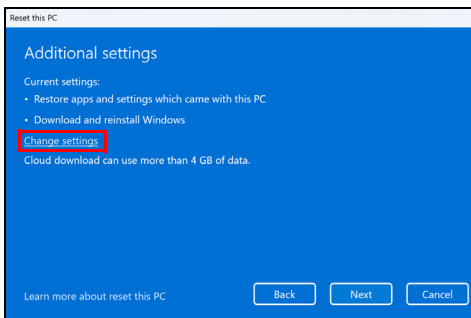 Reset this PC
Additional settings
Current settings:
• Restore apps and settings which came with this PC
• Download and reinstall Windows
Change settings
Cloud download can use more than 4 GB of data.
Learn more about reset this PC
Back
Next
Cancel